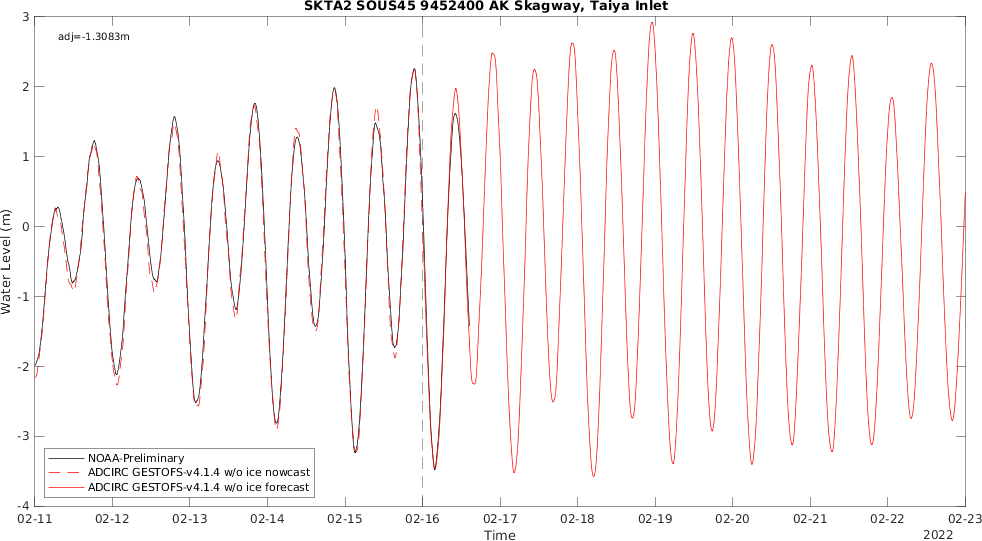 SKTA2 SOUS45 9452400 AK Skagway, Taiya Inlet
adj=-1.3083m
3
2
1
0
-1
-2
-3
-4
Water Level (m)
NOAA-Preliminary
ADCIRC GESTOFS-v4.1.4 w/o ice nowcast
ADCIRC GESTOFS-v4.1.4 w/o ice forecast
02-11 02-12 02-13 02-14 02-15 02-16 02-17 02-18 02-19 02-20 02-21 02-22 02-23
Time
2022